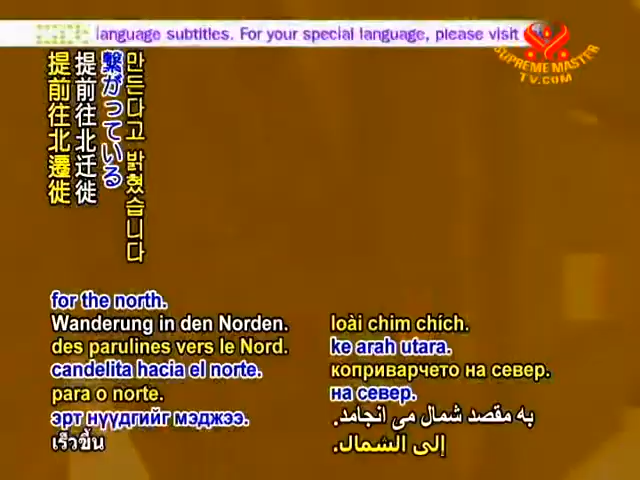 language subtitles. For your special language, please visit
SUPREME MASTER
TV.COM
만든다고 밝혔습니다
繋がっている
提前往北迁徙
提前往北遷徙
for the north.
Wanderung in den Norden.
des parulines vers le Nord.
candelita hacia el norte.
para o norte.
эрт нүүдгийг мэджээ.
เร็วขึ้น
loài chim chích.
ke arah utara.
копривaрчето на север.
на север.
به مقصد شمال می انجامد.
إلى الشمال.